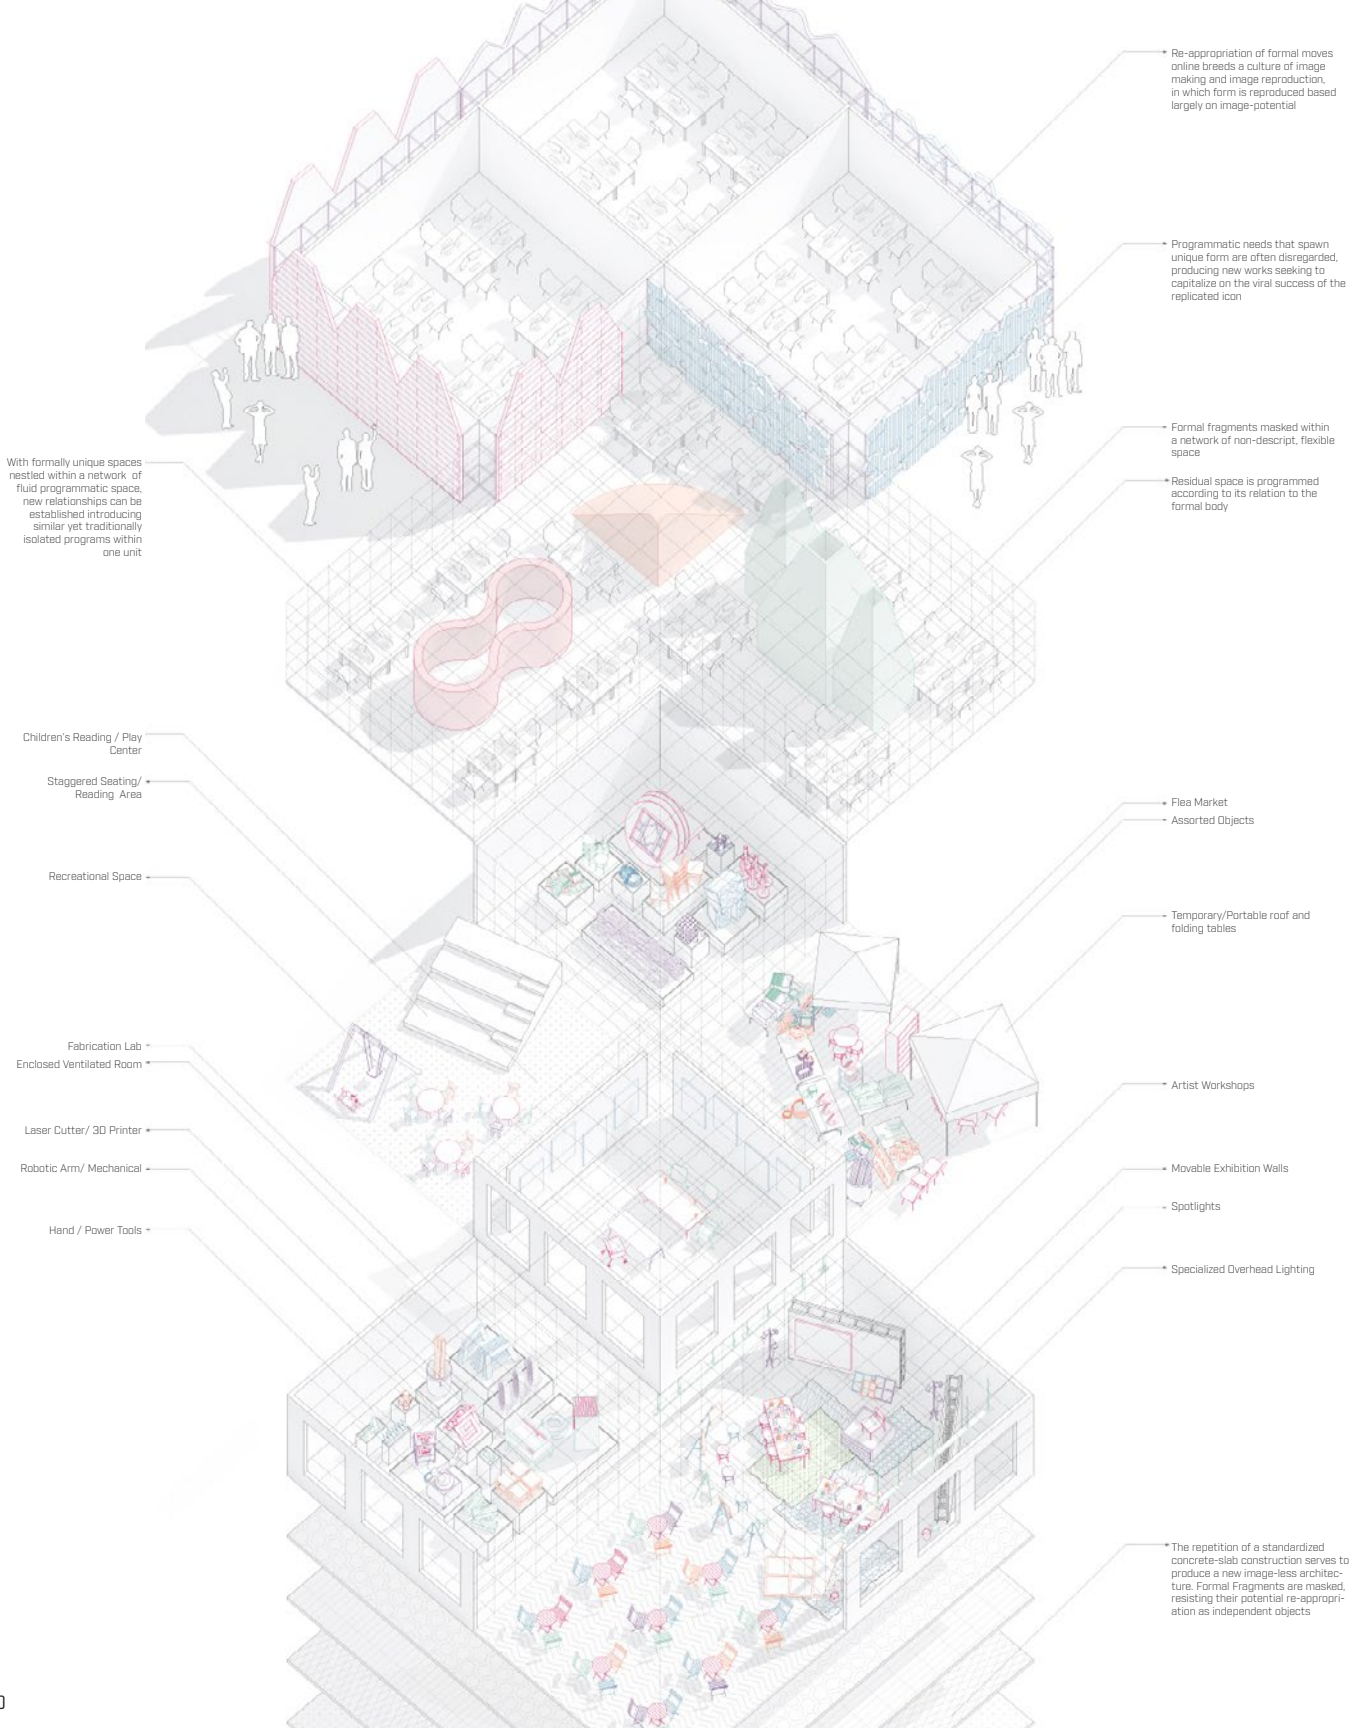 Re-appropriation of formal moves
online breeds a culture of image
making and image reproduction,
in which form is reproduced based
largely on image-potential
Programmatic needs that spawn
unique form are often disregarded,
producing new works seeking to
capitalize on the viral success of the
replicated icon
Formal fragments masked within
a network of non-descript, flexible
space
Residual space is programmed
according to its relation to the
formal body
With formally unique spaces
nestled within a network of
fluid programmatic space,
new relationships can be
established introducing
similar yet traditionally
isolated programs within
one unit
Children's Reading / Play
Center
Staggered Seating/
Reading Area
Recreational Space
Fabrication Lab
Enclosed Ventilated Room
Laser Cutter/ 3D Printer
Robotic Arm/ Mechanical
Hand / Power Tools
Flea Market
Assorted Objects
Temporary/Portable roof and
folding tables
Artist Workshops
Movable Exhibition Walls
Spotlights
Specialized Overhead Lighting
The repetition of a standardized
concrete-slab construction serves to
produce a new image-less architec-
ture. Formal Fragments are masked,
resisting their potential re-appropri-
ation as independent objects